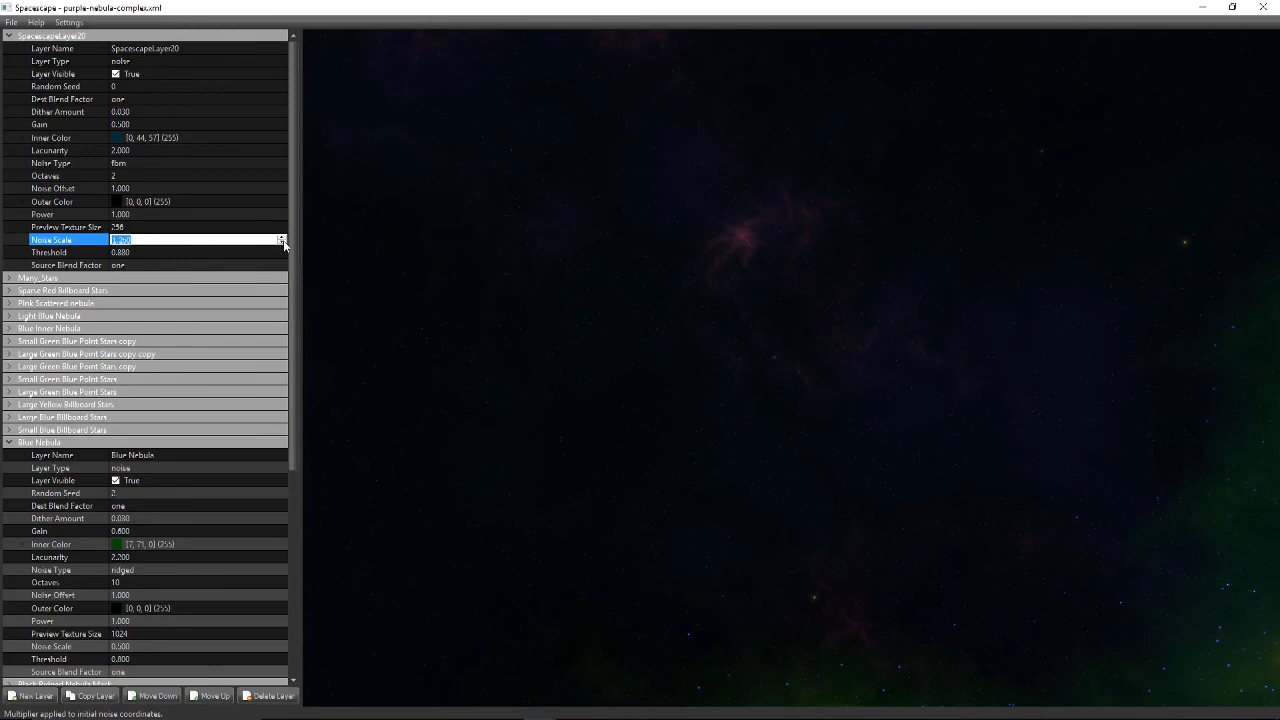 Spacescape - purple-nebula-complex.xml
File Help Settings
SpacescapeLayer20
Layer Name SpacescapeLayer20
Layer Type noise
Layer Visible True
Random Seed 0
Dest Blend Factor one
Dither Amount 0.030
Gain 0.500
Inner Color [0, 44, 57] (255)
Lacunarity 2.000
Noise Type fbm
Octaves 2
Noise Offset 1.000
Outer Color [0, 0, 0] (255)
Power 1.000
Preview Texture Size 256
Noise Scale
Threshold 0.880
Source Blend Factor one
Many_Stars
Sparse Red Billboard Stars
Pink Scattered nebula
Light Blue Nebula
Blue Inner Nebula
Small Green Blue Point Stars copy
Large Green Blue Point Stars copy copy
Large Green Blue Point Stars copy
Small Green Blue Point Stars
Large Green Blue Point Stars
Large Yellow Billboard Stars
Large Blue Billboard Stars
Small Blue Billboard Stars
Blue Nebula
Layer Name Blue Nebula
Layer Type noise
Layer Visible True
Random Seed 2
Dest Blend Factor one
Dither Amount 0.030
Gain 0.600
Inner Color [7, 71, 0] (255)
Lacunarity 2.200
Noise Type ridged
Octaves 10
Noise Offset 1.000
Outer Color [0, 0, 0] (255)
Power 1.000
Preview Texture Size 1024
Noise Scale 0.500
Threshold 0.800
Source Blend Factor one
Black Ridged Nebula Mask
New Layer Copy Layer Move Down Move Up Delete Layer
Multiplier applied to initial noise coordinates.